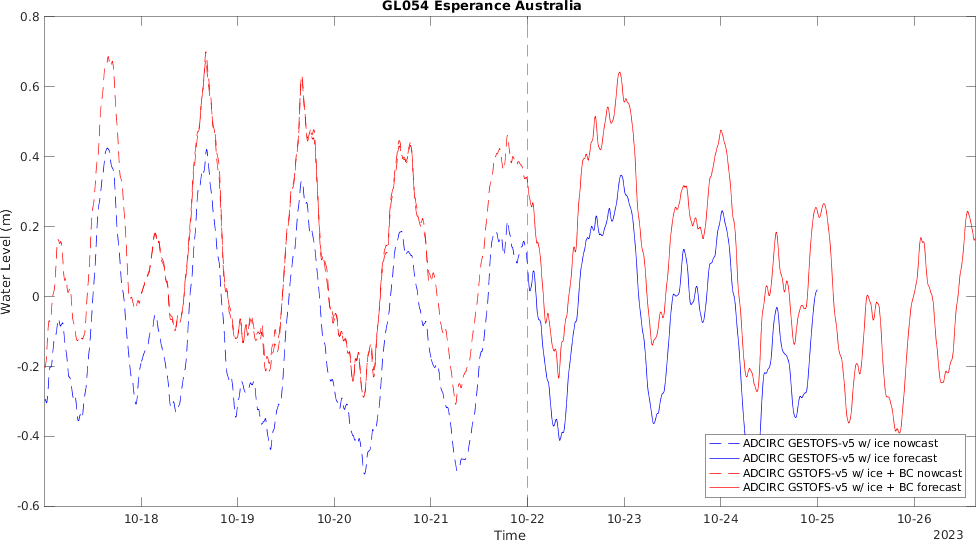 GL054 Esperance Australia
0.8
0.6
0.4
0.2
0
-0.2
-0.4
-0.6
Water Level (m)
ADCIRC GESTOFS-v5 w/ ice nowcast
ADCIRC GESTOFS-v5 w/ ice forecast
ADCIRC GSTOFS-v5 w/ ice + BC nowcast
ADCIRC GSTOFS-v5 w/ ice + BC forecast
10-18 10-19 10-20 10-21 10-22 10-23 10-24 10-25 10-26
Time
2023